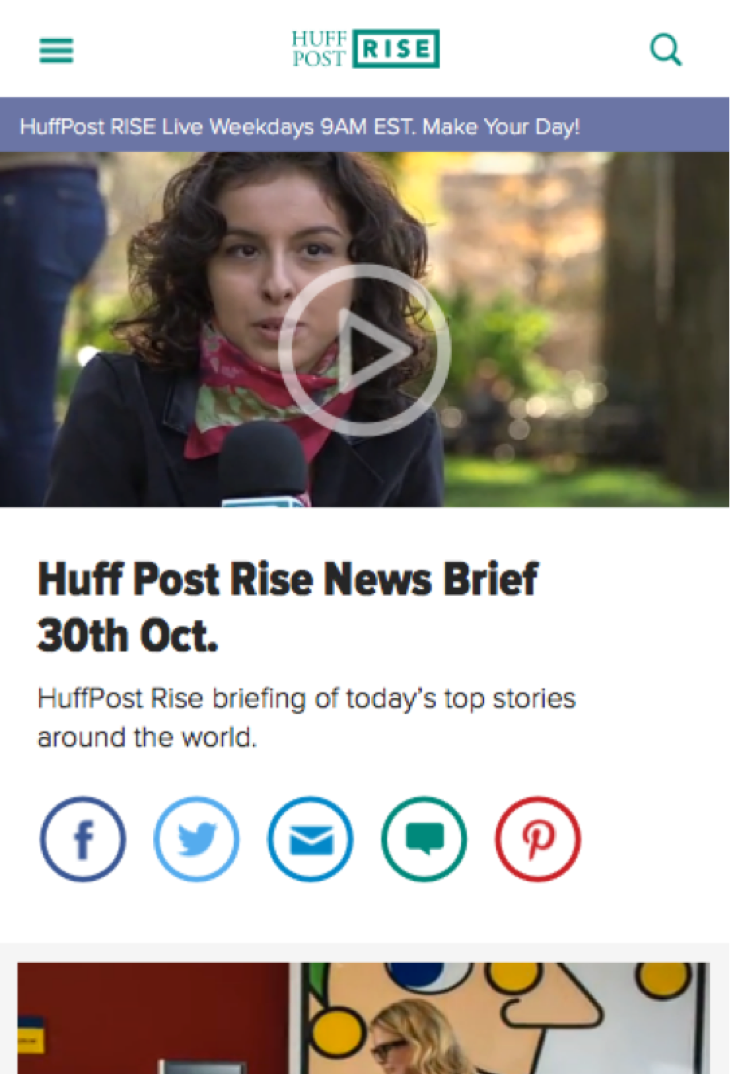 HUFF
POST RISE
HuffPost RISE Live Weekdays 9AM EST. Make Your Day!
Huff Post Rise News Brief
30th Oct.
HuffPost Rise briefing of today's top stories
around the world.